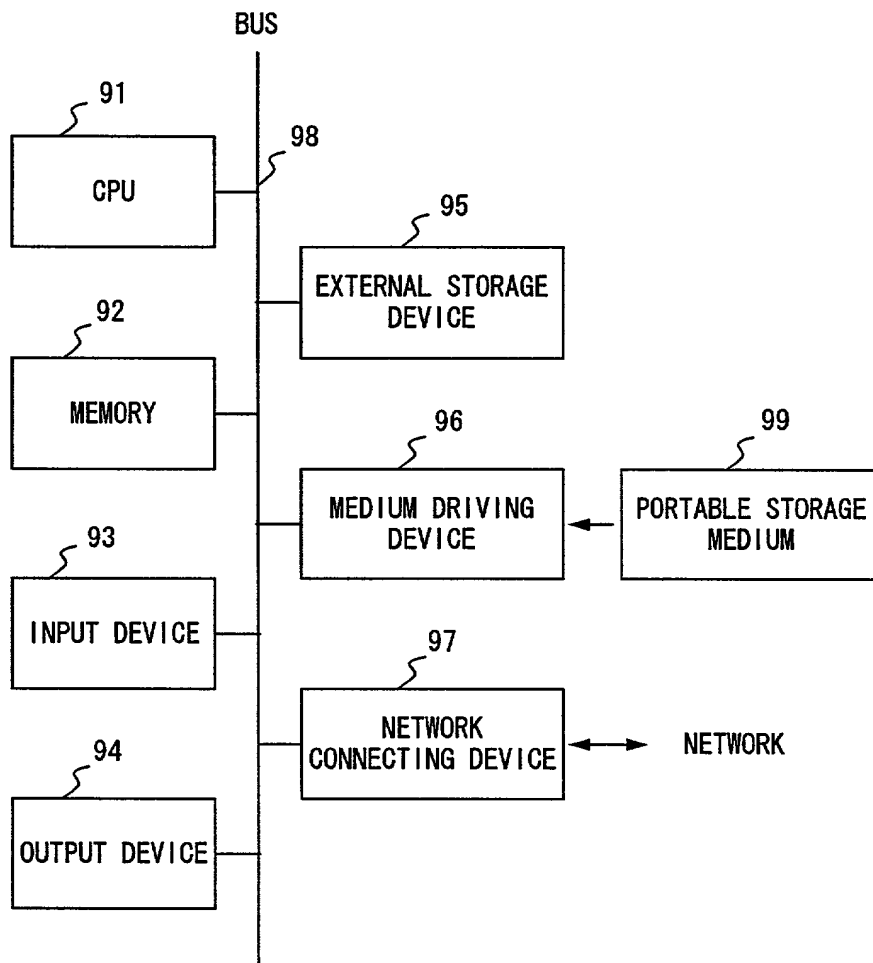 BUS
91
98
CPU
95
EXTERNAL STORAGE
DEVICE
92
MEMORY
96
MEDIUM DRIVING
DEVICE
99
PORTABLE STORAGE
MEDIUM
93
INPUT DEVICE
97
NETWORK
CONNECTING DEVICE
NETWORK
94
OUTPUT DEVICE